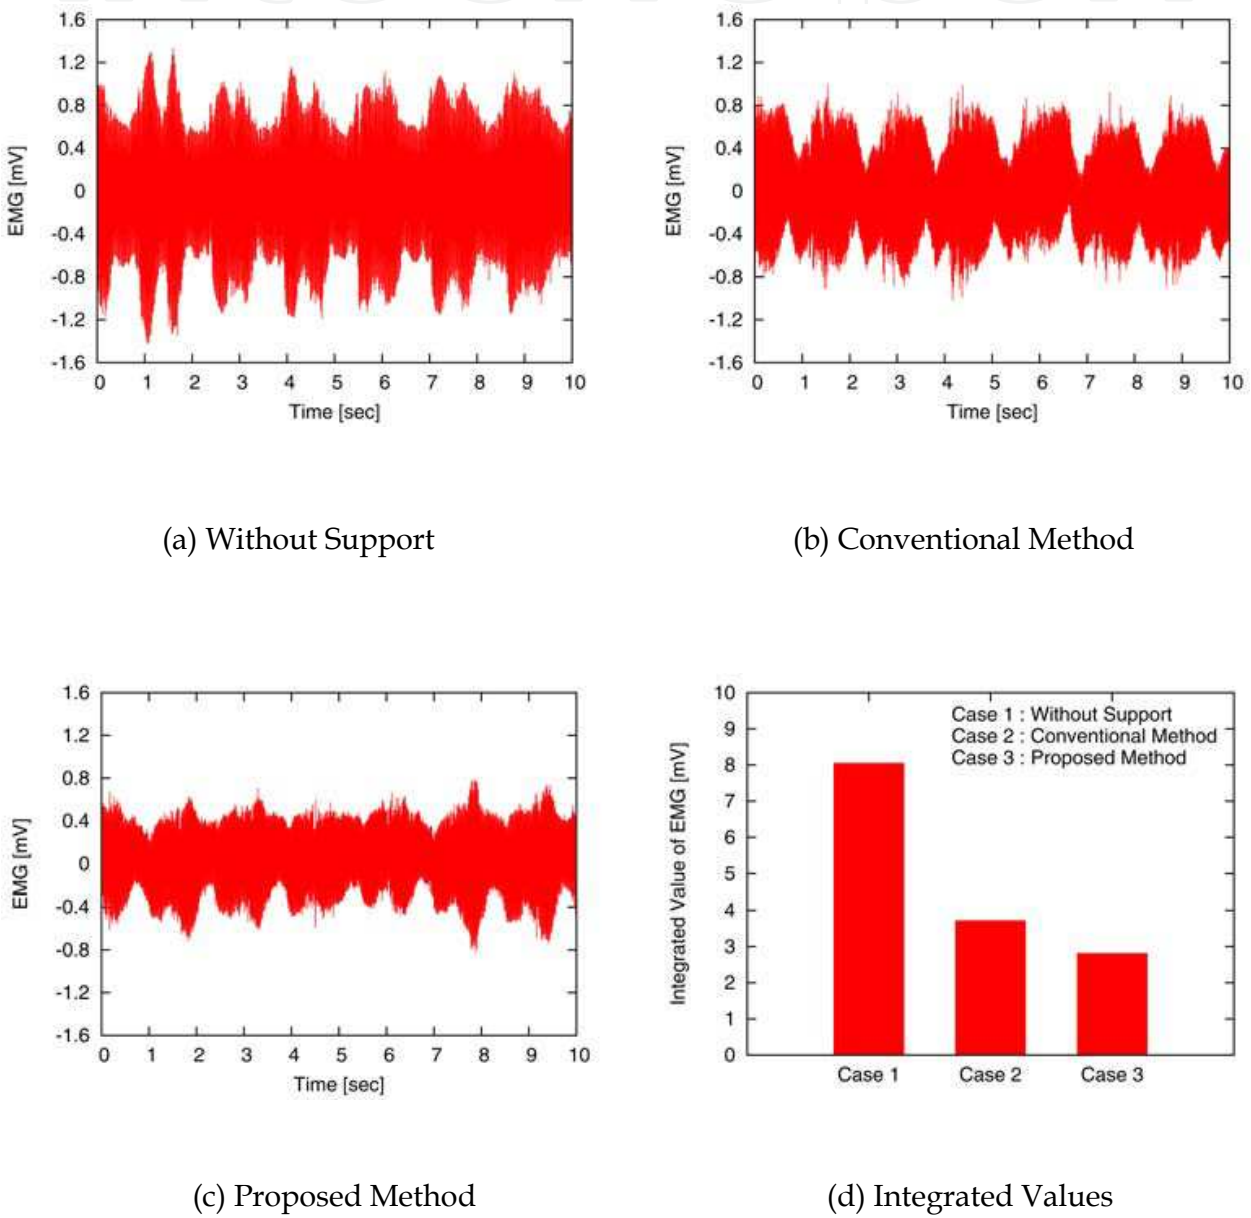 1.6
1.2
0.8
0.4
0
-0.4
-0.8
-1.2
-1.6
EMG [mV]
0 1 2 3 4 5 6 7 8 9 10
Time [sec]
(a) Without Support
1.6
1.2
0.8
0.4
0
-0.4
-0.8
-1.2
-1.6
EMG [mV]
0 1 2 3 4 5 6 7 8 9 10
Time [sec]
(b) Conventional Method
1.6
1.2
0.8
0.4
0
-0.4
-0.8
-1.2
-1.6
EMG [mV]
0 1 2 3 4 5 6 7 8 9 10
Time [sec]
(c) Proposed Method
10
9
8
7
6
5
4
3
2
1
0
Integrated Value of EMG [mV]
Case 1 : Without Support
Case 2 : Conventional Method
Case 3 : Proposed Method
Case 1 Case 2 Case 3
(d) Integrated Values